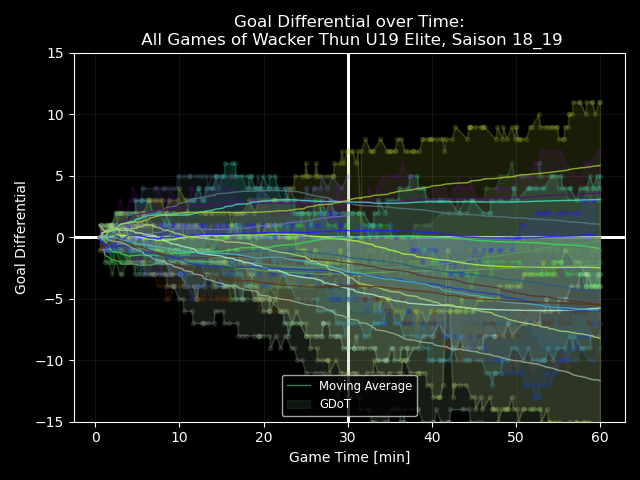 Goal Differential over Time:
All Games of Wacker Thun U19 Elite, Saison 18_19
Goal Differential
15
10
5
0
−5
−10
−15
Moving Average
GDoT
0 10 20 30 40 50 60
Game Time [min]